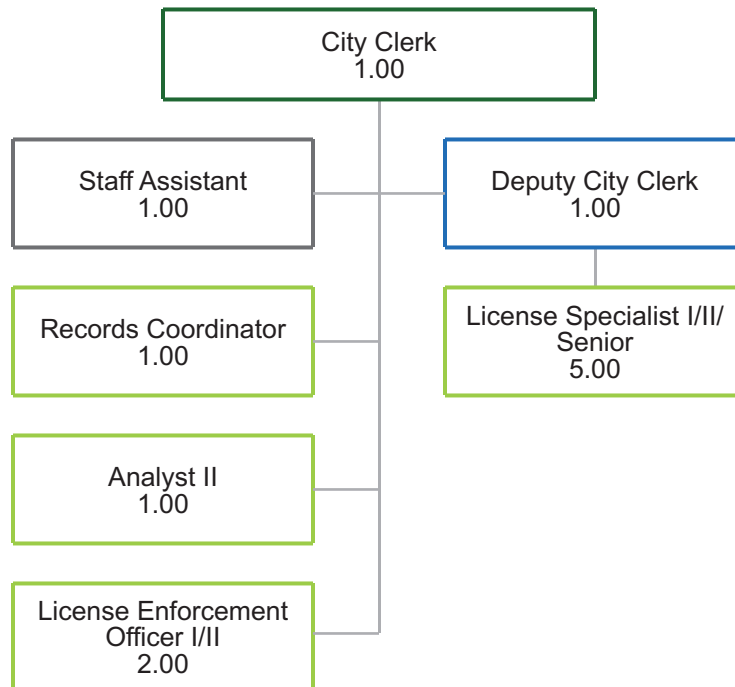 City Clerk
1.00
Staff Assistant
1.00
Deputy City Clerk
1.00
Records Coordinator
1.00
License Specialist I/II/
Senior
5.00
Analyst II
1.00
License Enforcement
Officer I/II
2.00